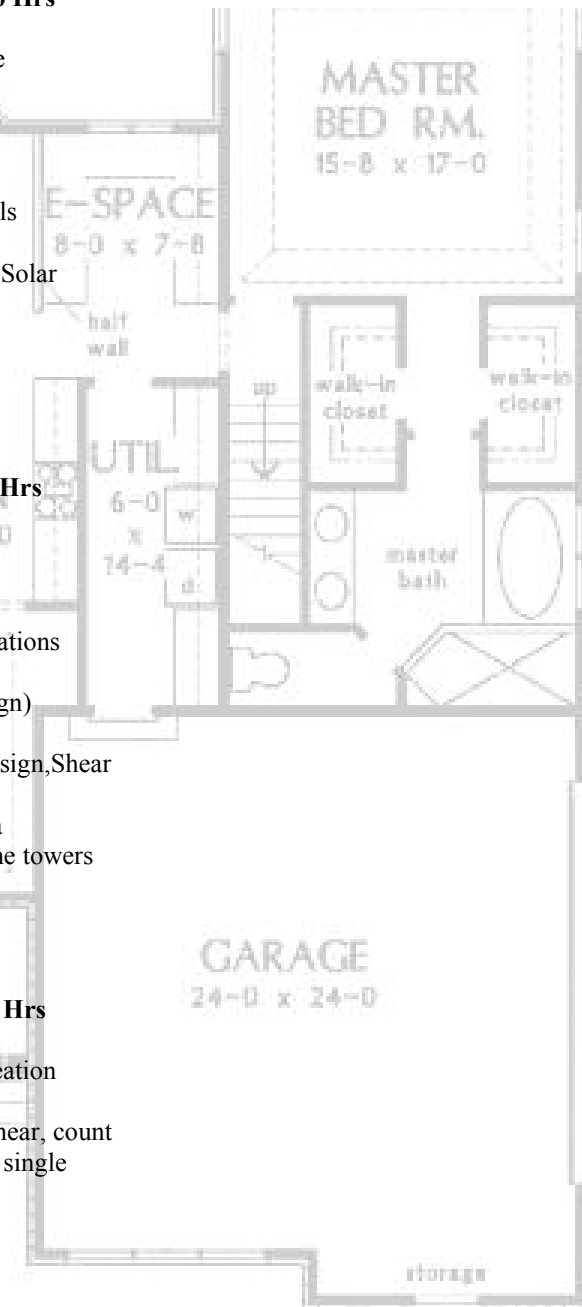 Hrs
MASTER
BED RM.
15-8 x 17-0
ls
E-SPACE
8-0 x 7-8
Solar
half
wall
up
walk-in
closet
walk-in
closet
UTIL
Hrs
6-0
x
14-4
w
d
master
bath
ations
gn)
sign,Shear
ne towers
GARAGE
24-0 x 24-0
Hrs
eation
near, count
single
storage